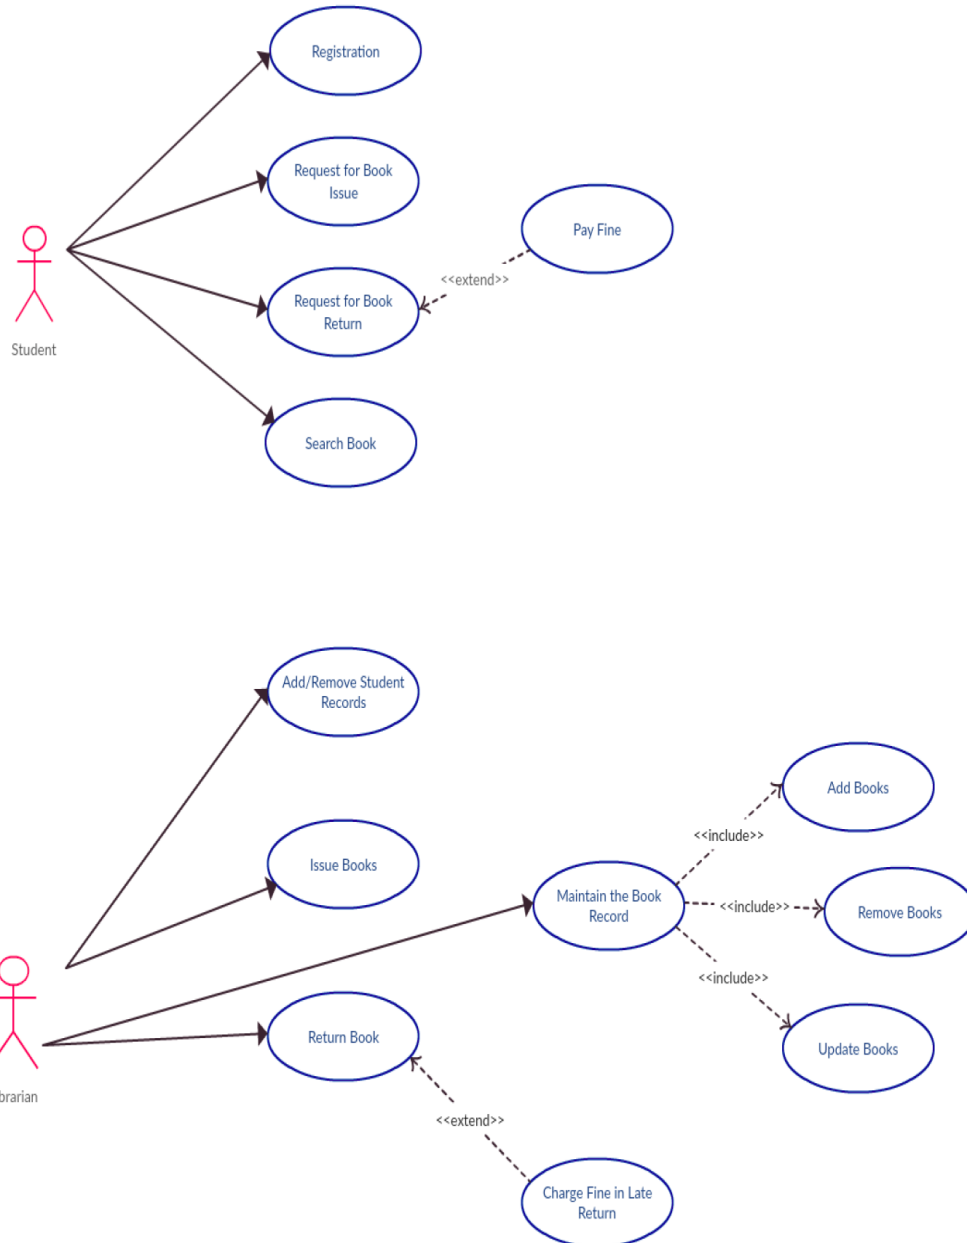 Registration
Request for Book
Issue
Pay Fine
<<extend>>
Request for Book
Return
Student
Search Book
Add/Remove Student
Records
Add Books
<<include>>
Issue Books
Maintain the Book
Record
<<include>>
Remove Books
<<include>>
Return Book
Update Books
brarian
<<extend>>
Charge Fine in Late
Return